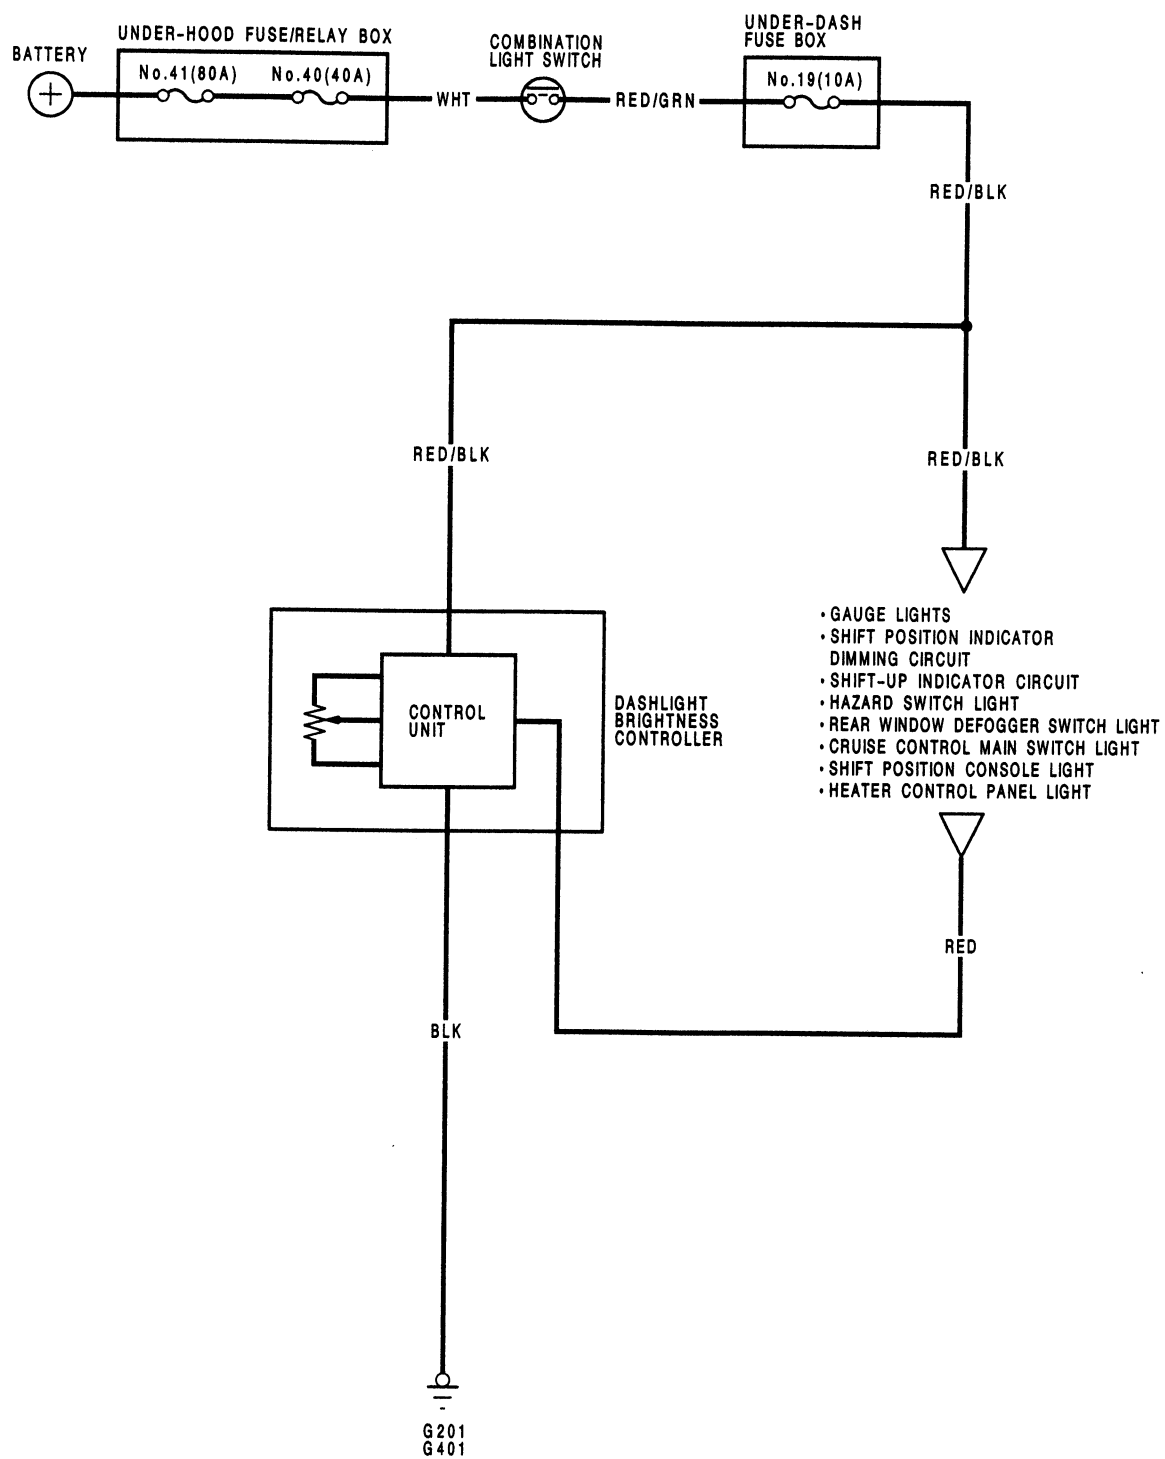 BATTERY
UNDER-HOOD FUSE/RELAY BOX
No.41(80A)
No.40(40A)
WHT
COMBINATION
LIGHT SWITCH
RED/GRN
UNDER-DASH
FUSE BOX
No.19(10A)
RED/BLK
RED/BLK
RED/BLK
CONTROL
UNIT
DASHLIGHT
BRIGHTNESS
CONTROLLER
•GAUGE LIGHTS
•SHIFT POSITION INDICATOR
DIMMING CIRCUIT
•SHIFT-UP INDICATOR CIRCUIT
•HAZARD SWITCH LIGHT
•REAR WINDOW DEFOGGER SWITCH LIGHT
•CRUISE CONTROL MAIN SWITCH LIGHT
•SHIFT POSITION CONSOLE LIGHT
•HEATER CONTROL PANEL LIGHT
RED
BLK
G201
G401